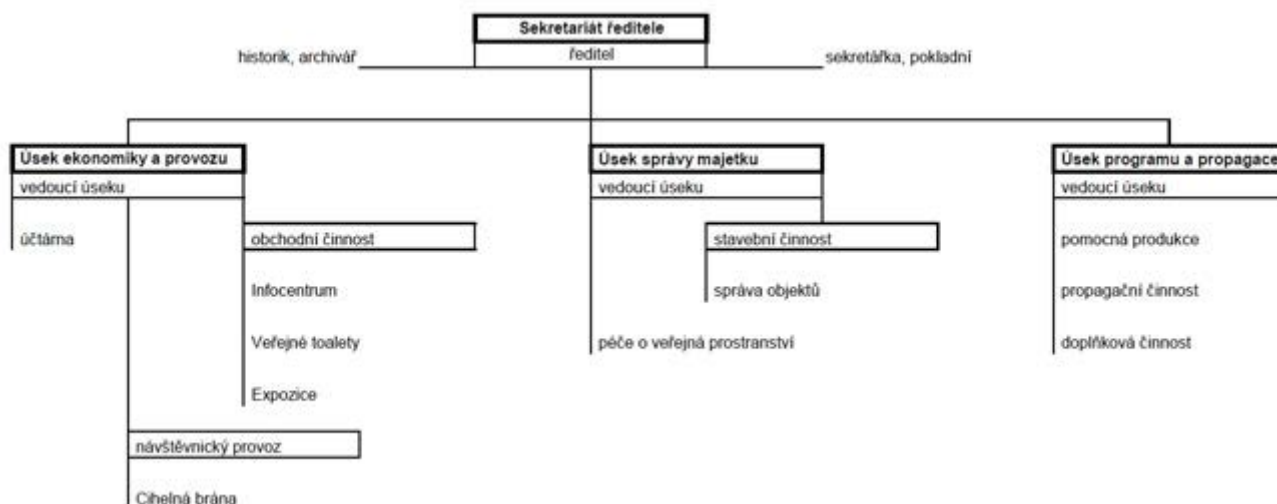 Sekretariát ředitele
historik, archivář
ředitel
sekretářka, pokladní
Úsek ekonomiky a provozu
vedoucí úseku
účtárna
obchodní činnost
Infocentrum
Veřejné toalety
Expozice
návštěvnický provoz
Cihelná brána
Úsek správy majetku
vedoucí úseku
stavební činnost
správa objektů
péče o veřejná prostranství
Úsek programu a propagace
vedoucí úseku
pomocná produkce
propagační činnost
doplňková činnost